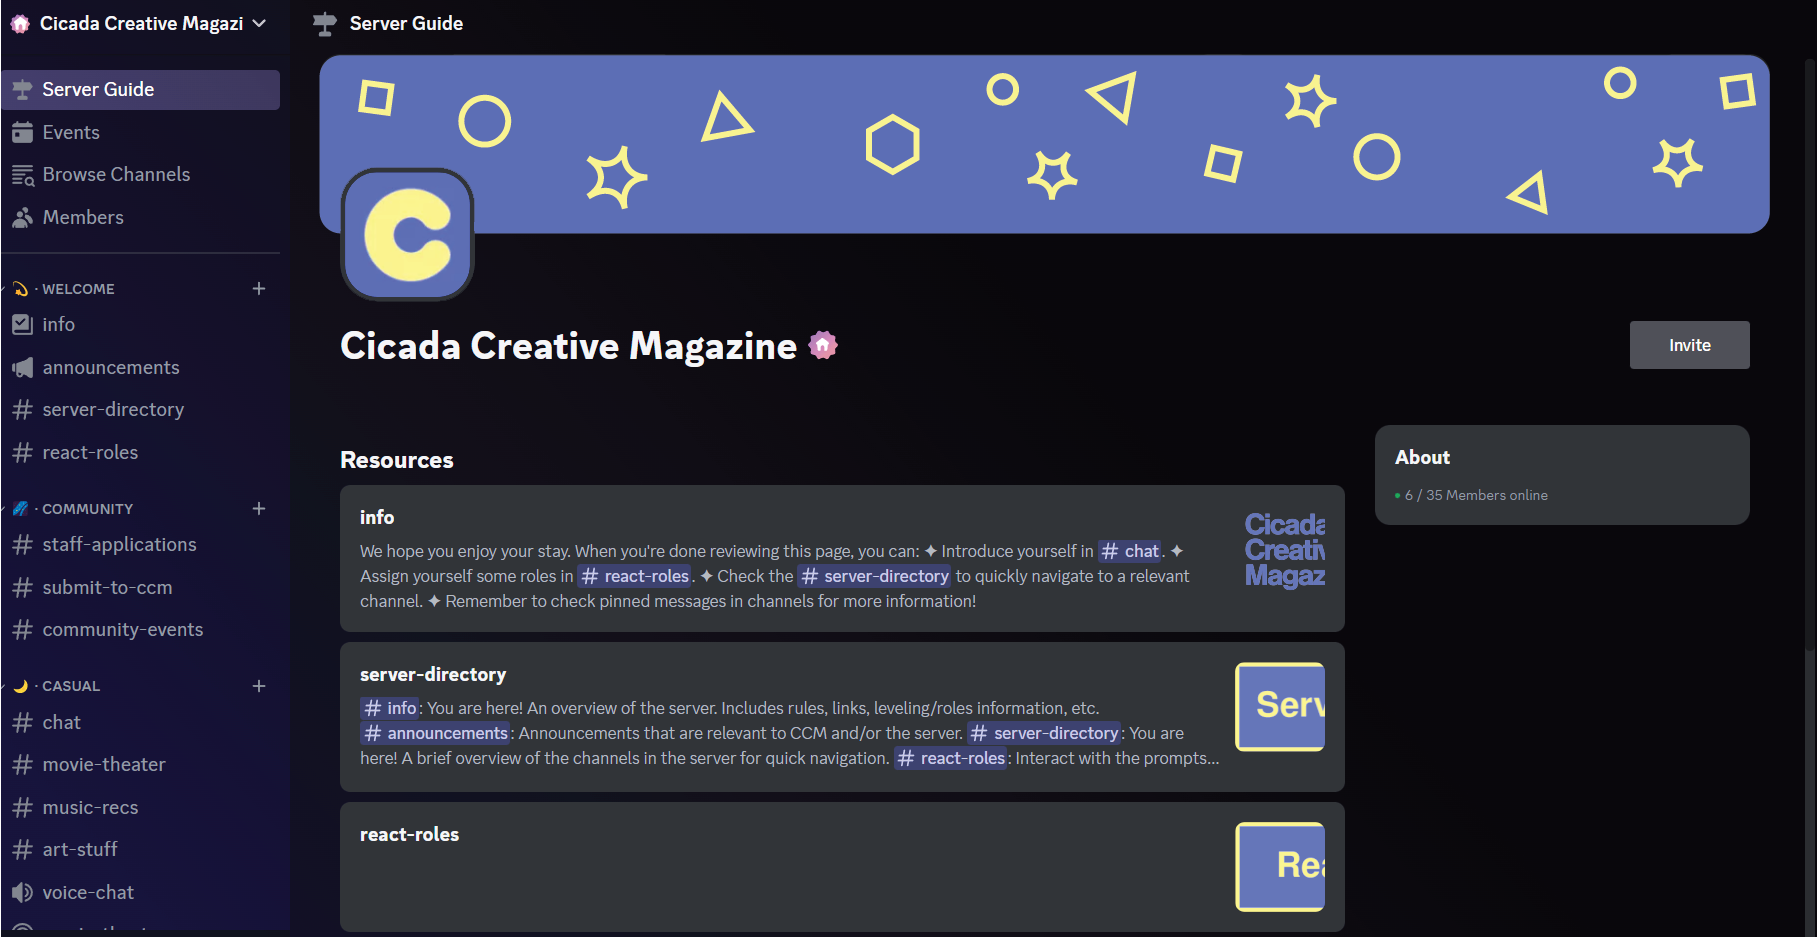 Cicada Creative Magazi
Server Guide
Events
Browse Channels
Members
· WELCOME
info
announcements
server-directory
react-roles
· COMMUNITY
staff-applications
submit-to-ccm
community-events
· CASUAL
chat
movie-theater
music-recs
art-stuff
voice-chat
Server Guide
C
Cicada Creative Magazine
Invite
Resources
info
We hope you enjoy your stay. When you're done reviewing this page, you can: ✦ Introduce yourself in # chat. ✦
Assign yourself some roles in # react-roles. ✦ Check the # server-directory to quickly navigate to a relevant
channel. ✦ Remember to check pinned messages in channels for more information!
Cicada
Creativ
Magaz
server-directory
# info: You are here! An overview of the server. Includes rules, links, leveling/roles information, etc.
# announcements: Announcements that are relevant to CCM and/or the server. # server-directory: You are
here! A brief overview of the channels in the server for quick navigation. # react-roles: Interact with the prompts...
Serv
react-roles
Rea
About
6 / 35 Members online